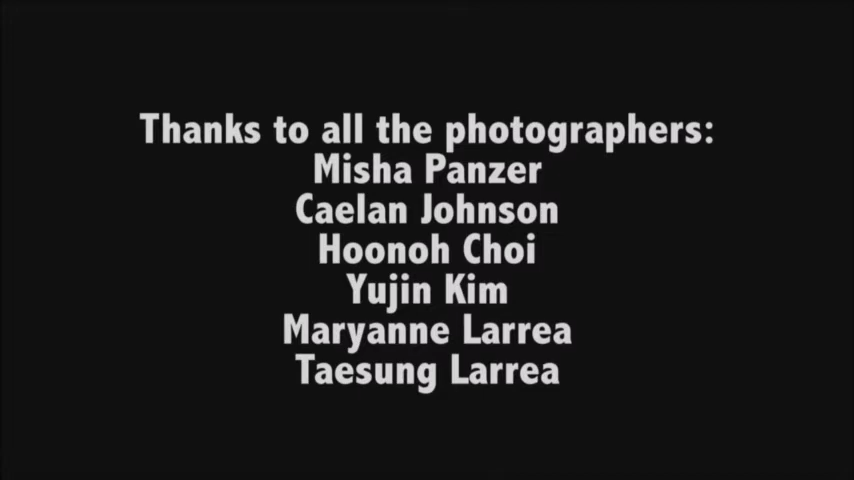 Thanks to all the photographers:
Misha Panzer
Caelan Johnson
Hoonoh Choi
Yujin Kim
Maryanne Larrea
Taesung Larrea